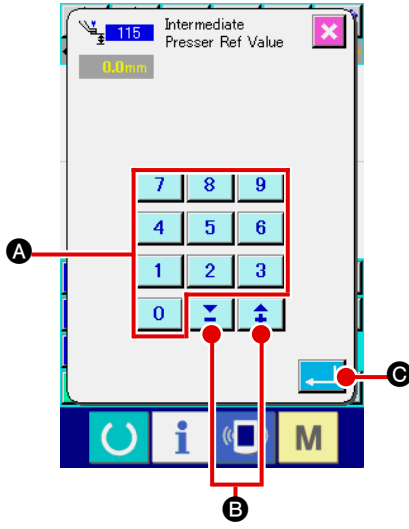 115
Intermediate
Presser Ref Value
0.0mm
7 8 9
4 5 6
A
1 2 3
0
C
i M
B